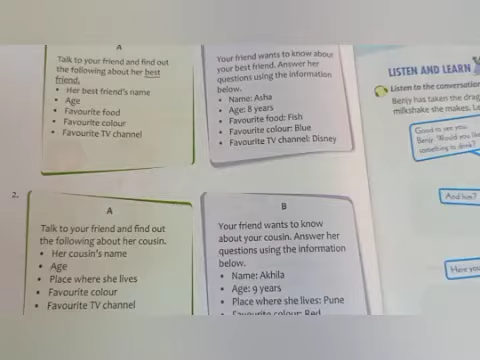 A
Talk to your friend and find out
the following about her best
friend.
• Her best friend's name
• Age
• Favourite food
• Favourite colour
• Favourite TV channel
Your friend wants to know about
your best friend. Answer her
questions using the information
below.
• Name: Asha
• Age: 8 years
• Favourite food: Fish
• Favourite colour: Blue
• Favourite TV channel: Disney
2.
A
Talk to your friend and find out
the following about her cousin.
• Her cousin's name
• Age
• Place where she lives
• Favourite colour
• Favourite TV channel
B
Your friend wants to know
about your cousin. Answer her
questions using the information
below.
• Name: Akhila
• Age: 9 years
• Place where she lives: Pune
• Favourite colour: Red
LISTEN AND LEARN
Listen to the conversation
Benjy has taken the drag
milkshake she makes. Le
Good to see you,
Benjy. Would you like
something to drink?
And him?
Here you